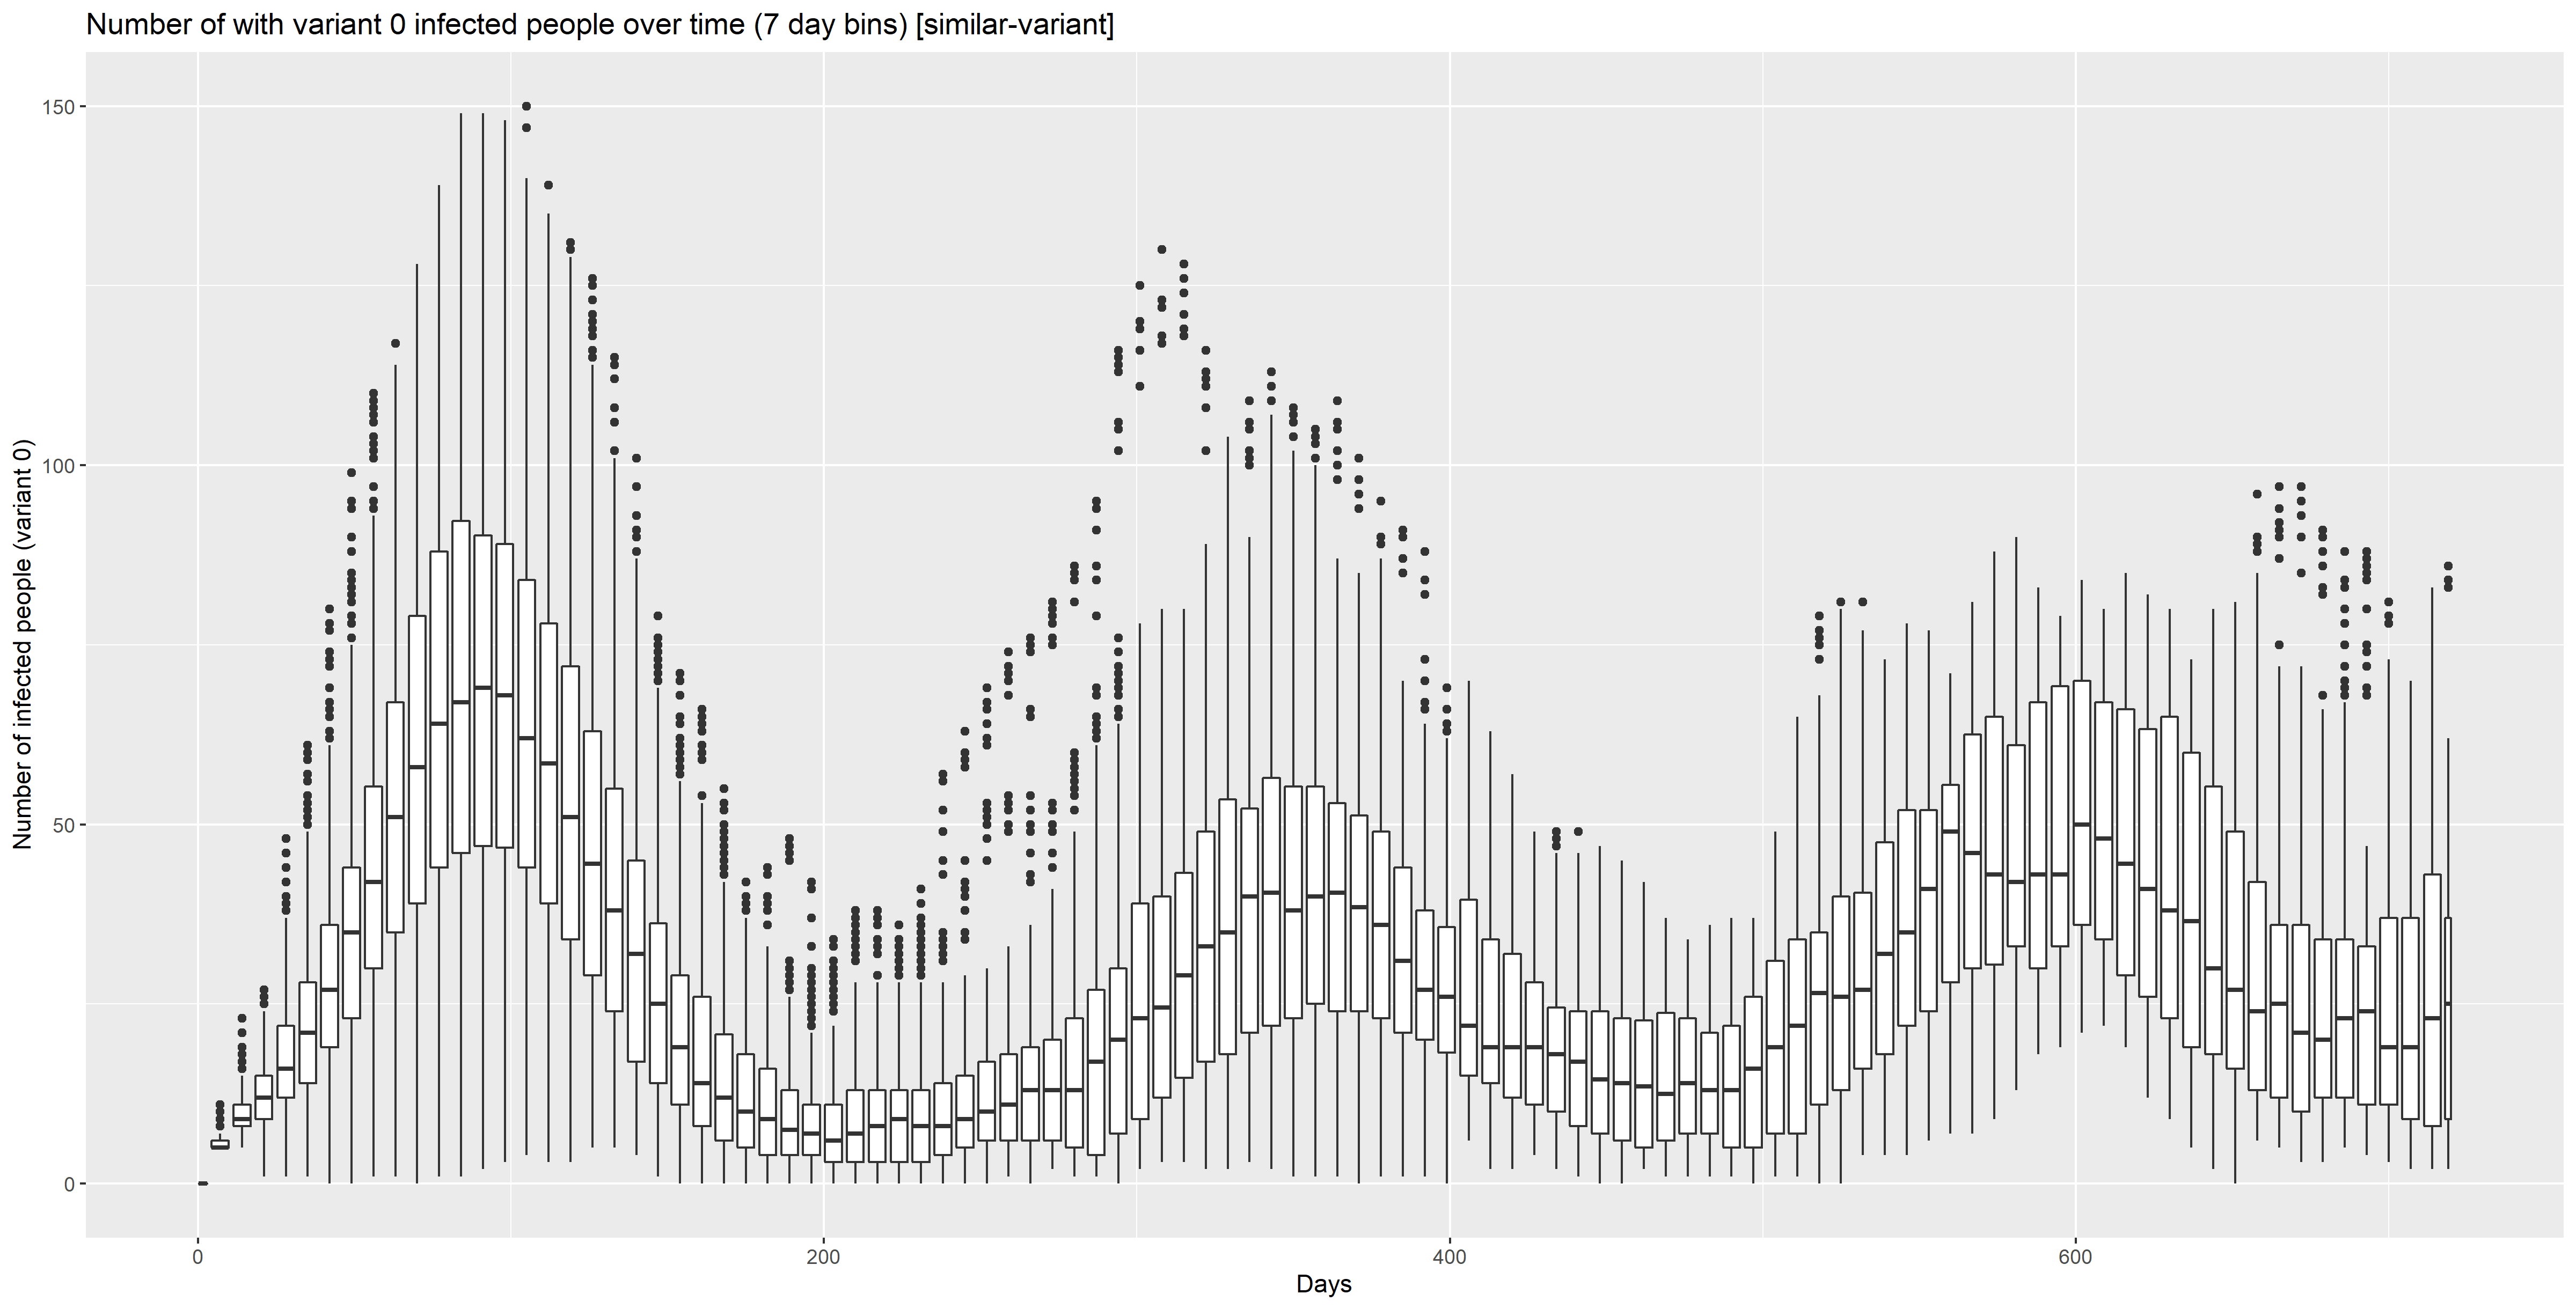 Number of with variant 0 infected people over time (7 day bins) [similar-variant]
150
100
50
0
Number of infected people (variant 0)
0 200 400 600
Days